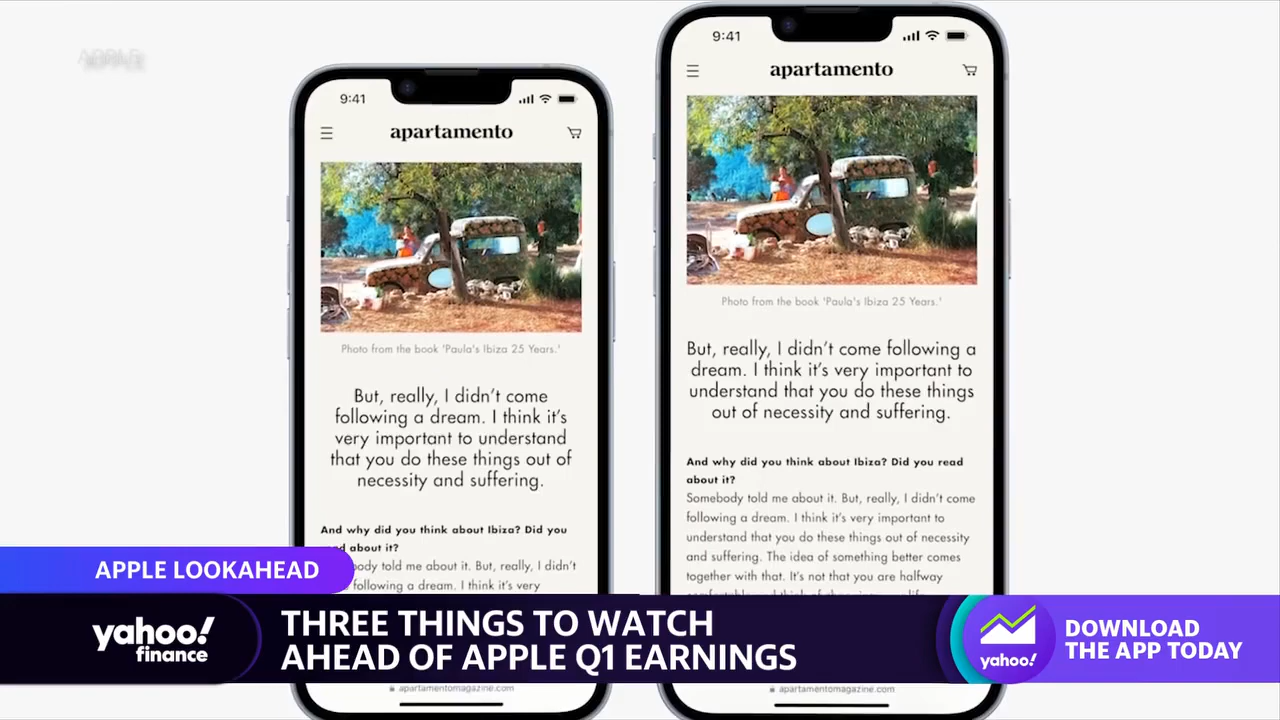 APPLE
9:41
apartamento
Photo from the book 'Paula's Ibiza 25 Years.'
But, really, I didn't come
following a dream. I think it's
very important to understand
that you do these things out of
necessity and suffering.
And why did you think about Ibiza? Did you
read about it?
body told me about it. But, really, I didn't
following a dream. I think it's very
apartamentomagazine.com
9:41
apartamento
Photo from the book 'Paula's Ibiza 25 Years.'
But, really, I didn't come following a
dream. I think it's very important to
understand that you do these things
out of necessity and suffering.
And why did you think about Ibiza? Did you read
about it?
Somebody told me about it. But, really, I didn't come
following a dream. I think it's very important to
understand that you do these things out of necessity
and suffering. The idea of something better comes
together with that. It's not that you are halfway
apartamentomagazine.com
APPLE LOOKAHEAD
yahoo!
finance
THREE THINGS TO WATCH
AHEAD OF APPLE Q1 EARNINGS
yahoo!
DOWNLOAD
THE APP TODAY